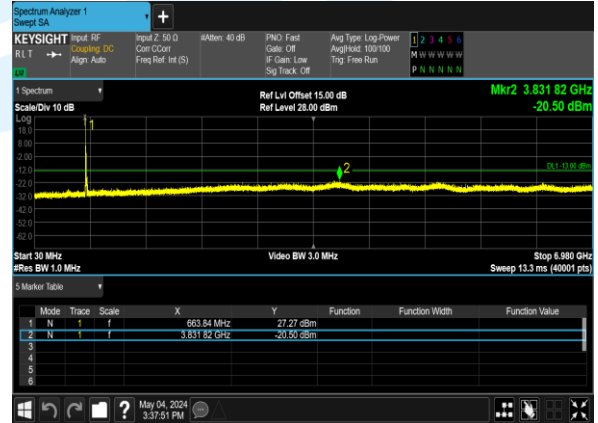 Spectrum Analyzer 1
Swept SA
KEYSIGHT
RLT
LW
Input: RF
Coupling: DC
Align: Auto
Input Z: 50 Ω
Corr CCorr
Freq Ref: Int (S)
#Atten: 40 dB
PNO: Fast
Gate: Off
IF Gain: Low
Sig Track: Off
Avg Type: Log-Power
Avg|Hold: 100/100
Trig: Free Run
1 2 3 4 5 6
M W W W W W
P N N N N N
1 Spectrum
Scale/Div 10 dB
Ref Lvl Offset 15.00 dB
Ref Level 28.00 dBm
Mkr2 3.831 82 GHz
-20.50 dBm
Log
18.0
8.00
-2.00
-12.0
-22.0
-32.0
-42.0
-52.0
-62.0
1
2
DL1 -13.00 dBm
Start 30 MHz
#Res BW 1.0 MHz
Video BW 3.0 MHz
Stop 6.980 GHz
Sweep 13.3 ms (40001 pts)
5 Marker Table
Mode Trace Scale X Y Function Function Width Function Value
1 N 1 f 663.84 MHz 27.27 dBm
2 N 1 f 3.831 82 GHz -20.50 dBm
3
4
5
6
May 04, 2024
3:37:51 PM